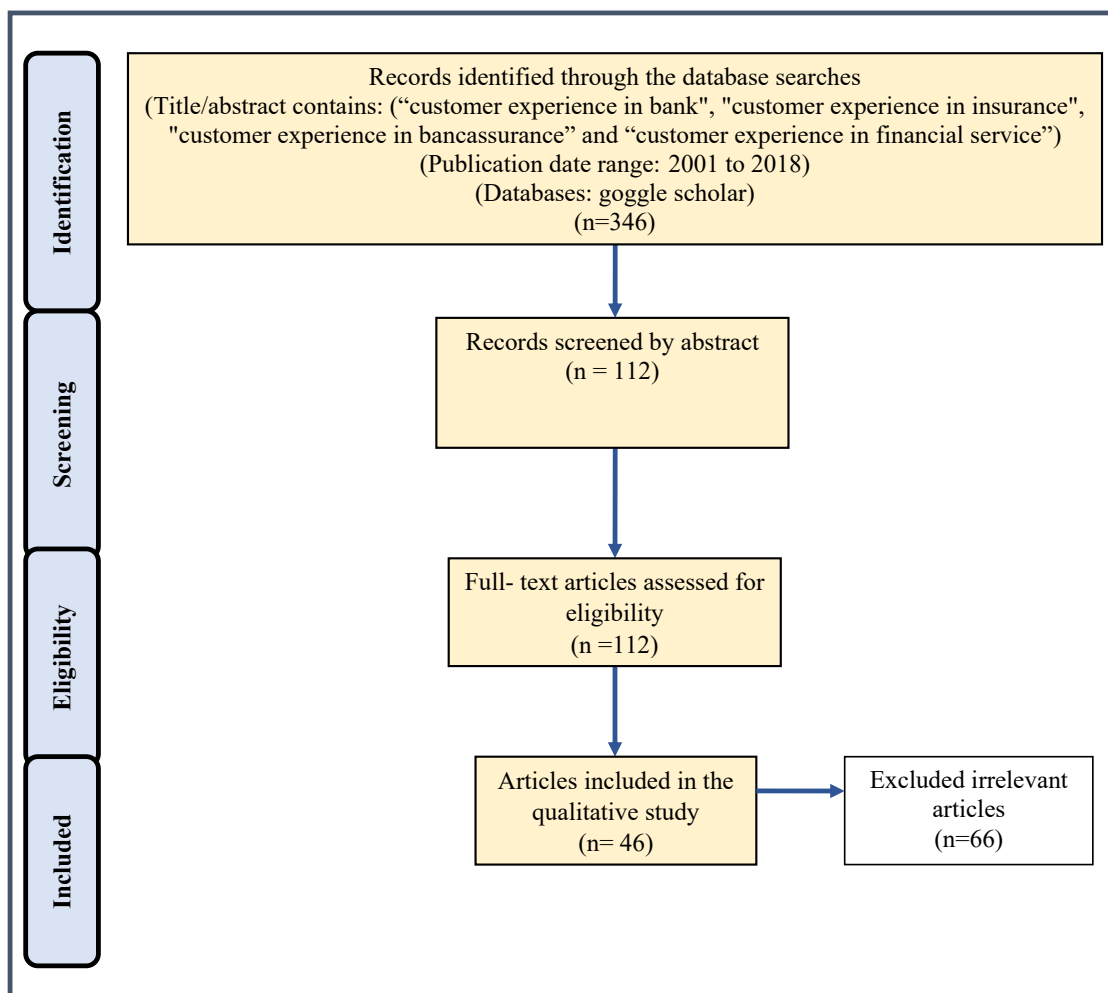 Identification
Records identified through the database searches
(Title/abstract contains: (“customer experience in bank", "customer experience in insurance",
"customer experience in bancassurance” and “customer experience in financial service”)
(Publication date range: 2001 to 2018)
(Databases: goggle scholar)
(n=346)
Screening
Records screened by abstract
(n = 112)
Eligibility
Full- text articles assessed for
eligibility
(n =112)
Included
Articles included in the
qualitative study
(n= 46)
Excluded irrelevant
articles
(n=66)